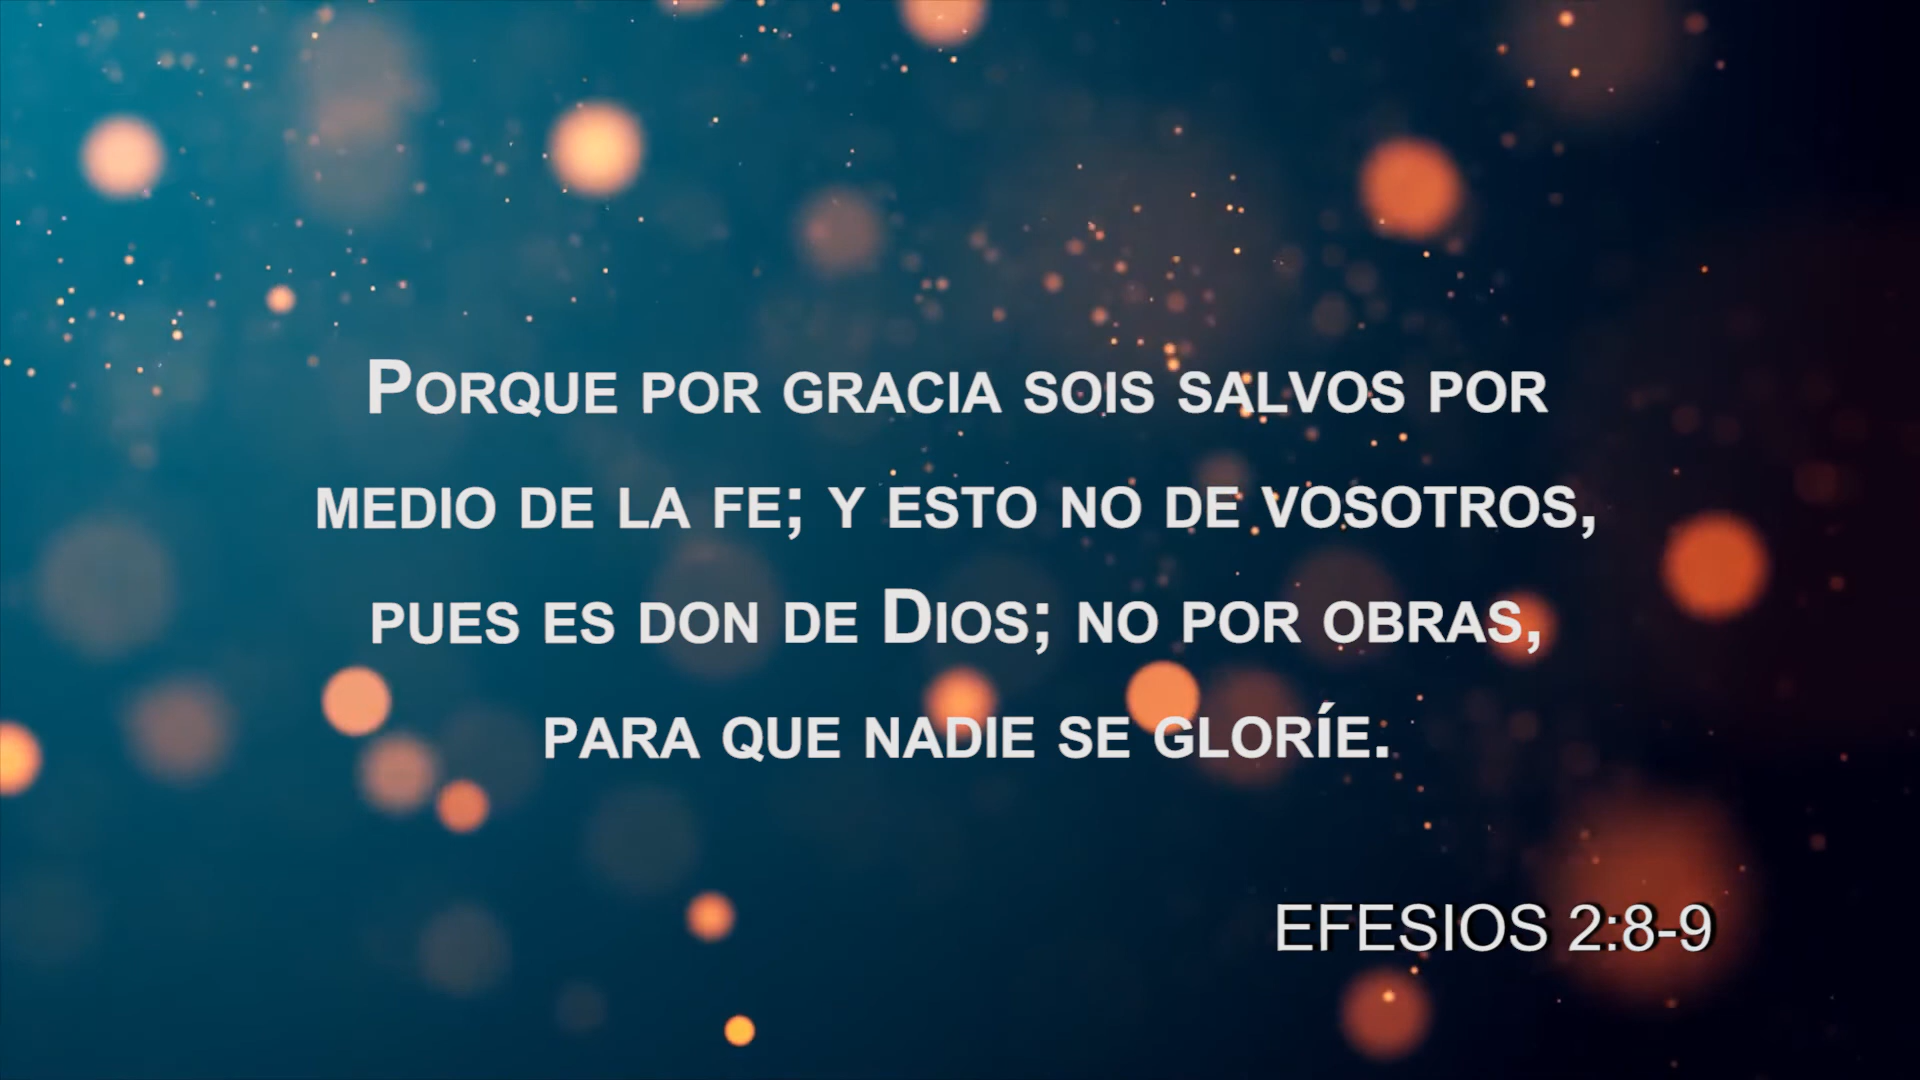 Porque por gracia sois salvos por
medio de la fe; y esto no de vosotros,
pues es don de Dios; no por obras,
para que nadie se gloríe.
EFESIOS 2:8-9